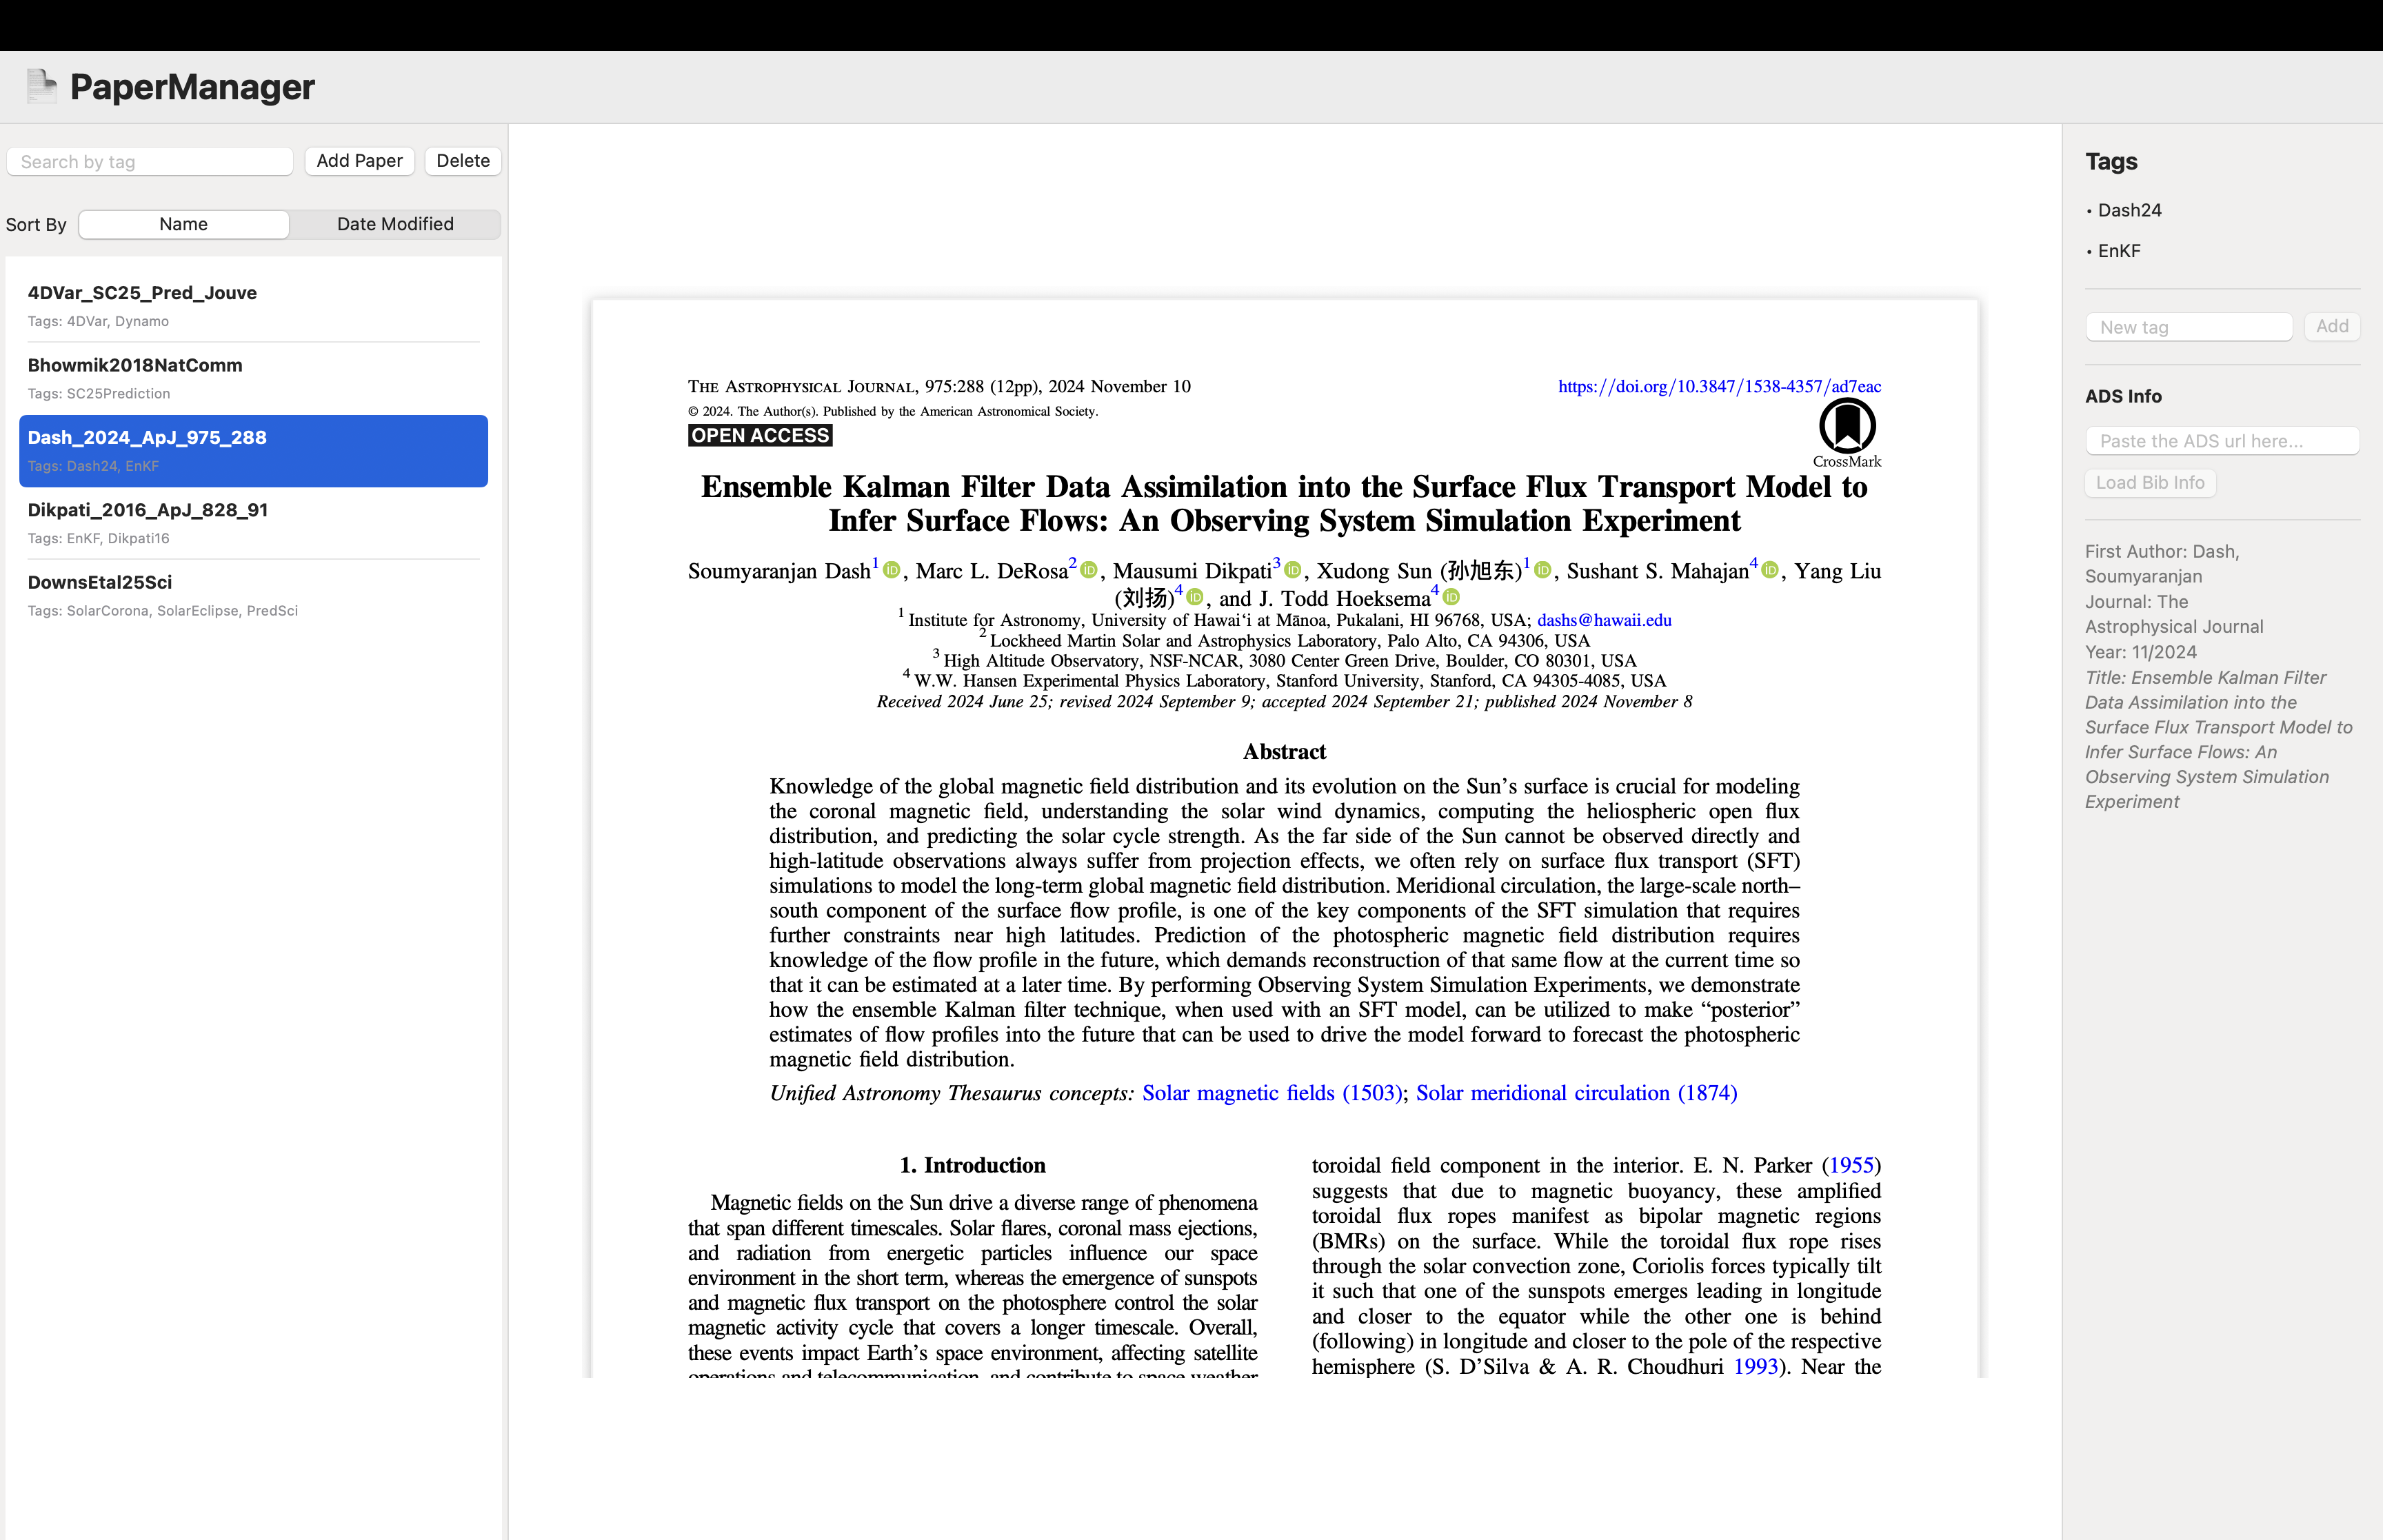 PaperManager
Search by tag
Add Paper
Delete
Sort By
Name
Date Modified
4DVar_SC25_Pred_Jouve
Tags: 4DVar, Dynamo
Bhowmik2018NatComm
Tags: SC25Prediction
Dash_2024_ApJ_975_288
Tags: Dash24, EnKF
Dikpati_2016_ApJ_828_91
Tags: EnKF, Dikpati16
DownsEtal25Sci
Tags: SolarCorona, SolarEclipse, PredSci
THE ASTROPHYSICAL JOURNAL, 975:288 (12pp), 2024 November 10
https://doi.org/10.3847/1538-4357/ad7eac
© 2024. The Author(s). Published by the American Astronomical Society.
OPEN ACCESS
CrossMark
Ensemble Kalman Filter Data Assimilation into the Surface Flux Transport Model to
Infer Surface Flows: An Observing System Simulation Experiment
Soumyaranjan Dash1 iD, Marc L. DeRosa2 iD, Mausumi Dikpati3 iD, Xudong Sun (孙旭东)1 iD, Sushant S. Mahajan4 iD, Yang Liu
(刘扬)4 iD, and J. Todd Hoeksema4 iD
1 Institute for Astronomy, University of Hawai‘i at Mānoa, Pukalani, HI 96768, USA; dashs@hawaii.edu
2 Lockheed Martin Solar and Astrophysics Laboratory, Palo Alto, CA 94306, USA
3 High Altitude Observatory, NSF-NCAR, 3080 Center Green Drive, Boulder, CO 80301, USA
4 W.W. Hansen Experimental Physics Laboratory, Stanford University, Stanford, CA 94305-4085, USA
Received 2024 June 25; revised 2024 September 9; accepted 2024 September 21; published 2024 November 8
Abstract
Knowledge of the global magnetic field distribution and its evolution on the Sun’s surface is crucial for modeling
the coronal magnetic field, understanding the solar wind dynamics, computing the heliospheric open flux
distribution, and predicting the solar cycle strength. As the far side of the Sun cannot be observed directly and
high-latitude observations always suffer from projection effects, we often rely on surface flux transport (SFT)
simulations to model the long-term global magnetic field distribution. Meridional circulation, the large-scale north–
south component of the surface flow profile, is one of the key components of the SFT simulation that requires
further constraints near high latitudes. Prediction of the photospheric magnetic field distribution requires
knowledge of the flow profile in the future, which demands reconstruction of that same flow at the current time so
that it can be estimated at a later time. By performing Observing System Simulation Experiments, we demonstrate
how the ensemble Kalman filter technique, when used with an SFT model, can be utilized to make “posterior”
estimates of flow profiles into the future that can be used to drive the model forward to forecast the photospheric
magnetic field distribution.
Unified Astronomy Thesaurus concepts: Solar magnetic fields (1503); Solar meridional circulation (1874)
1. Introduction
Magnetic fields on the Sun drive a diverse range of phenomena
that span different timescales. Solar flares, coronal mass ejections,
and radiation from energetic particles influence our space
environment in the short term, whereas the emergence of sunspots
and magnetic flux transport on the photosphere control the solar
magnetic activity cycle that covers a longer timescale. Overall,
these events impact Earth’s space environment, affecting satellite
operations and telecommunication, and contribute to space weather
toroidal field component in the interior. E. N. Parker (1955)
suggests that due to magnetic buoyancy, these amplified
toroidal flux ropes manifest as bipolar magnetic regions
(BMRs) on the surface. While the toroidal flux rope rises
through the solar convection zone, Coriolis forces typically tilt
it such that one of the sunspots emerges leading in longitude
and closer to the equator while the other one is behind
(following) in longitude and closer to the pole of the respective
hemisphere (S. D’Silva & A. R. Choudhuri 1993). Near the
Tags
• Dash24
• EnKF
New tag
Add
ADS Info
Paste the ADS url here...
Load Bib Info
First Author: Dash,
Soumyaranjan
Journal: The
Astrophysical Journal
Year: 11/2024
Title: Ensemble Kalman Filter
Data Assimilation into the
Surface Flux Transport Model to
Infer Surface Flows: An
Observing System Simulation
Experiment